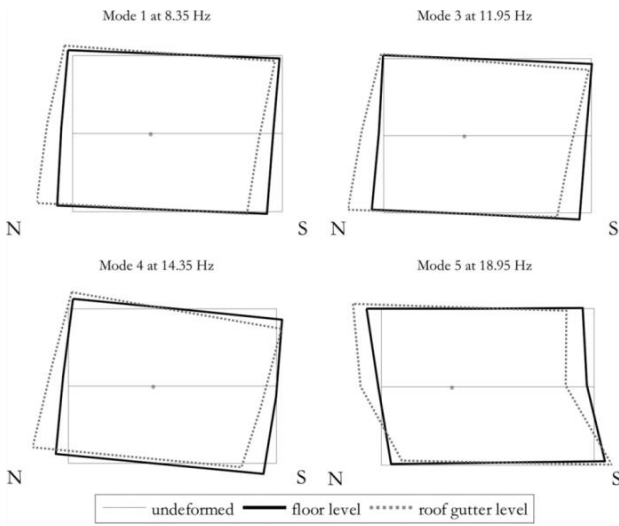 Mode 1 at 8.35 Hz
Mode 3 at 11.95 Hz
N S
N S
Mode 4 at 14.35 Hz
Mode 5 at 18.95 Hz
N S
N S
undeformed floor level roof gutter level